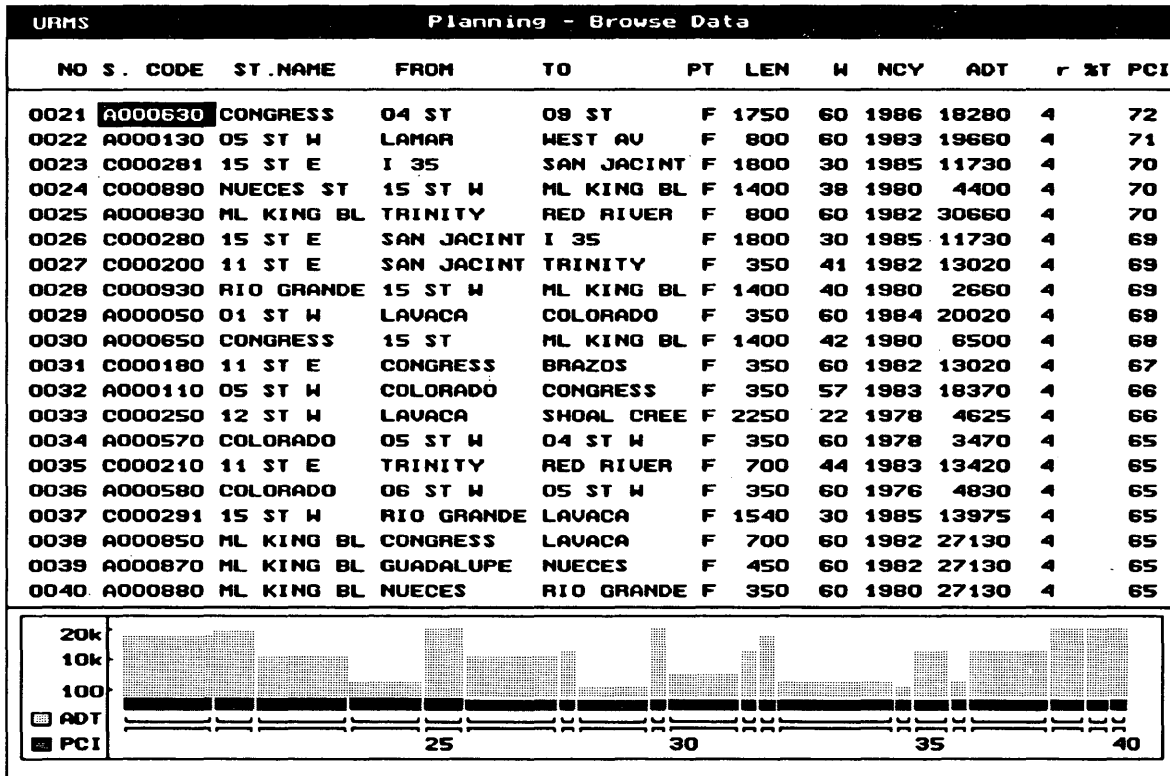 URMS Planning - Browse Data
NO S. CODE ST.NAME FROM TO PT LEN W NCY ADT r %T PCI
0021 A000630 CONGRESS 04 ST 09 ST F 1750 60 1986 18280 4 72
0022 A000130 05 ST W LAMAR WEST AV F 800 60 1983 19660 4 71
0023 C000281 15 ST E I 35 SAN JACINT F 1800 30 1985 11730 4 70
0024 C000890 NUECES ST 15 ST W ML KING BL F 1400 38 1980 4400 4 70
0025 A000830 ML KING BL TRINITY RED RIVER F 800 60 1982 30660 4 70
0026 C000280 15 ST E SAN JACINT I 35 F 1800 30 1985 11730 4 69
0027 C000200 11 ST E SAN JACINT TRINITY F 350 41 1982 13020 4 69
0028 C000930 RIO GRANDE 15 ST W ML KING BL F 1400 40 1980 2660 4 69
0029 A000050 01 ST W LAVACA COLORADO F 350 60 1984 20020 4 69
0030 A000650 CONGRESS 15 ST ML KING BL F 1400 42 1980 6500 4 68
0031 C000180 11 ST E CONGRESS BRAZOS F 350 60 1982 13020 4 67
0032 A000110 05 ST W COLORADO CONGRESS F 350 57 1983 18370 4 66
0033 C000250 12 ST W LAVACA SHOAL CREE F 2250 22 1978 4625 4 66
0034 A000570 COLORADO 05 ST W 04 ST W F 350 60 1978 3470 4 65
0035 C000210 11 ST E TRINITY RED RIVER F 700 44 1983 13420 4 65
0036 A000580 COLORADO 06 ST W 05 ST W F 350 60 1976 4830 4 65
0037 C000291 15 ST W RIO GRANDE LAVACA F 1540 30 1985 13975 4 65
0038 A000850 ML KING BL CONGRESS LAVACA F 700 60 1982 27130 4 65
0039 A000870 ML KING BL GUADALUPE NUECES F 450 60 1982 27130 4 65
0040 A000880 ML KING BL NUECES RIO GRANDE F 350 60 1980 27130 4 65
20k
10k
100
ADT
PCI 25 30 35 40